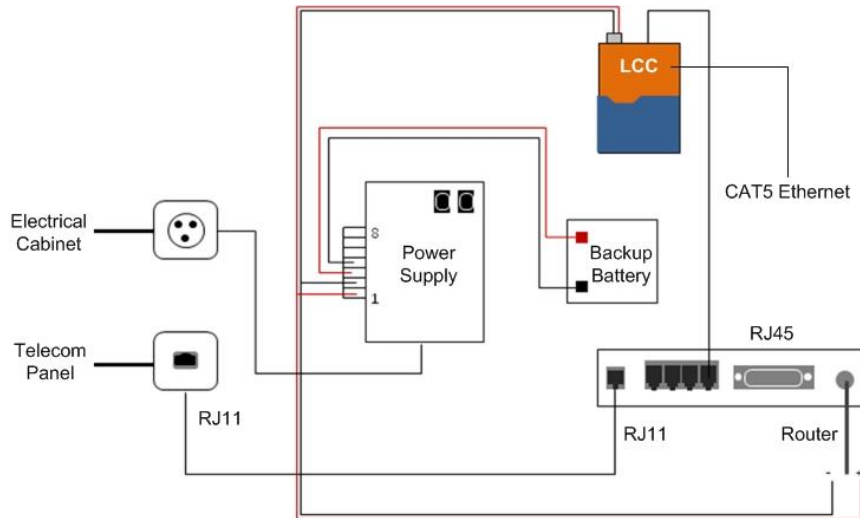 LCC
CAT5 Ethernet
Electrical
Cabinet
8
Power
Supply
1
Backup
Battery
RJ45
Telecom
Panel
RJ11
RJ11
Router